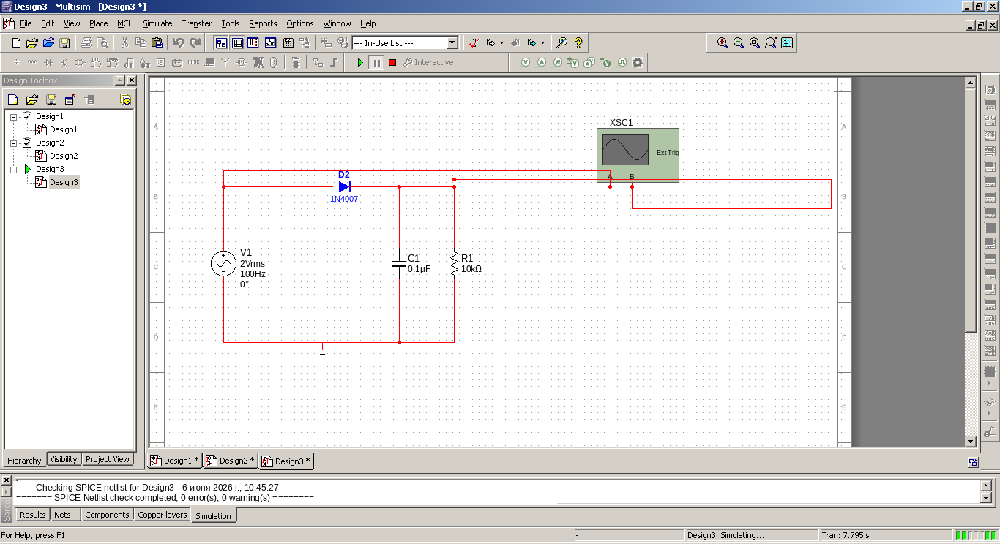 Design3 - Multisim - [Design3 *]
File Edit View Place MCU Simulate Transfer Tools Reports Options Window Help
--- In-Use List ---
Interactive
Design Toolbox
Design1
Design1
Design2
Design2
Design3
Design3
Hierarchy Visibility Project View
A
B
C
D
E
A
B
C
D
E
XSC1
Ext Trig
A B
D2
1N4007
V1
2Vrms
100Hz
0°
C1
0.1µF
R1
10kΩ
Design1 * Design2 * Design3 *
------ Checking SPICE netlist for Design3 - 6 июня 2026 г., 10:45:27 ------
======= SPICE Netlist check completed, 0 error(s), 0 warning(s) ========
Results Nets Components Copper layers Simulation
For Help, press F1
-
Design3: Simulating...
Tran: 7.795 s